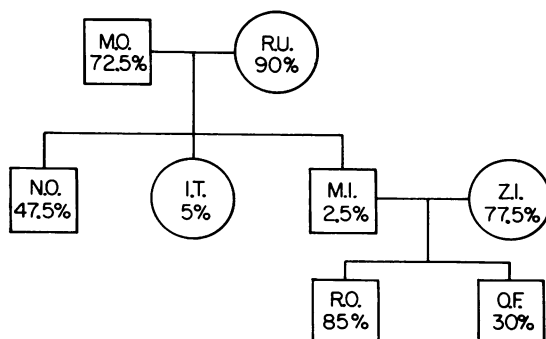 M.O.
72.5%
R.U.
90%
N.O.
47.5%
I.T.
5%
M.I.
2.5%
Z.I.
77.5%
R.O.
85%
O.F.
30%